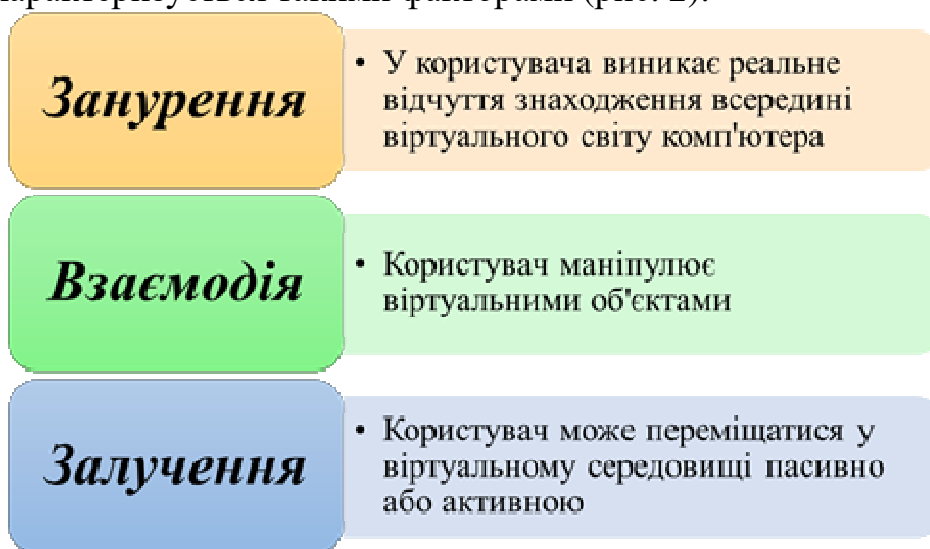 характеризується такими факторами (рис. 2):
Занурення
• У користувача виникає реальне
відчуття знаходження всередині
віртуального світу комп'ютера
Взаємодія
• Користувач маніпулює
віртуальними об'єктами
Залучення
• Користувач може переміщатися у
віртуальному середовищі пасивно
або активною